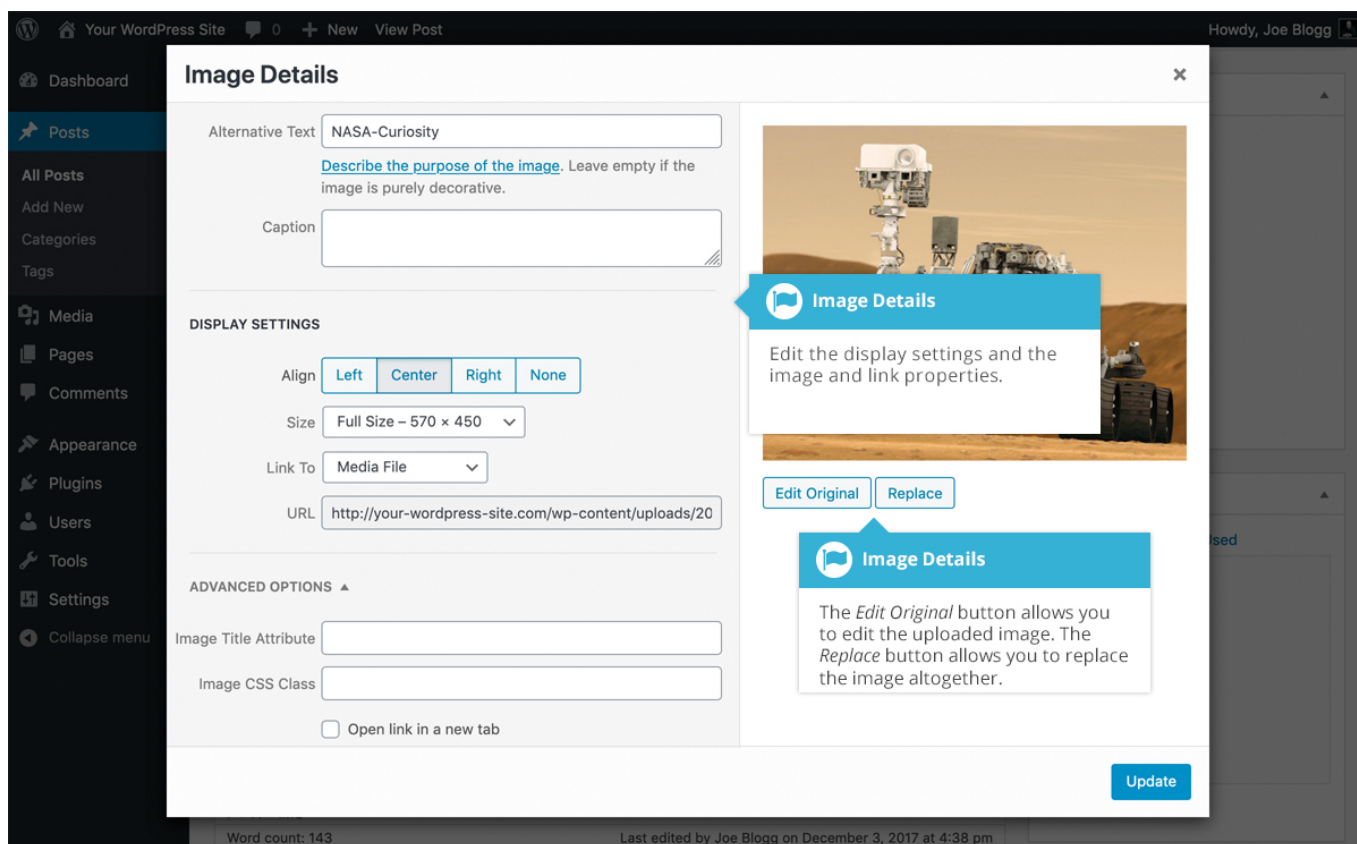 Your WordPress Site 0 New View Post Howdy, Joe Blogg
Dashboard
Posts
All Posts
Add New
Categories
Tags
Media
Pages
Comments
Appearance
Plugins
Users
Tools
Settings
Collapse menu
Image Details
Alternative Text NASA-Curiosity
Describe the purpose of the image. Leave empty if the
image is purely decorative.
Caption
DISPLAY SETTINGS
Align Left Center Right None
Size Full Size – 570 × 450
Link To Media File
URL http://your-wordpress-site.com/wp-content/uploads/20
ADVANCED OPTIONS
Image Title Attribute
Image CSS Class
Open link in a new tab
Image Details
Edit the display settings and the
image and link properties.
Edit Original Replace
Image Details
The Edit Original button allows you
to edit the uploaded image. The
Replace button allows you to replace
the image altogether.
Update
Word count: 143 Last edited by Joe Blogg on December 3, 2017 at 4:38 pm